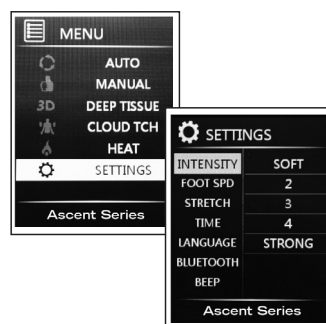 MENU
AUTO
MANUAL
3D DEEP TISSUE
CLOUD TCH
HEAT
SETTINGS
Ascent Series
SETTINGS
INTENSITY SOFT
FOOT SPD 2
STRETCH 3
TIME 4
LANGUAGE STRONG
BLUETOOTH
BEEP
Ascent Series